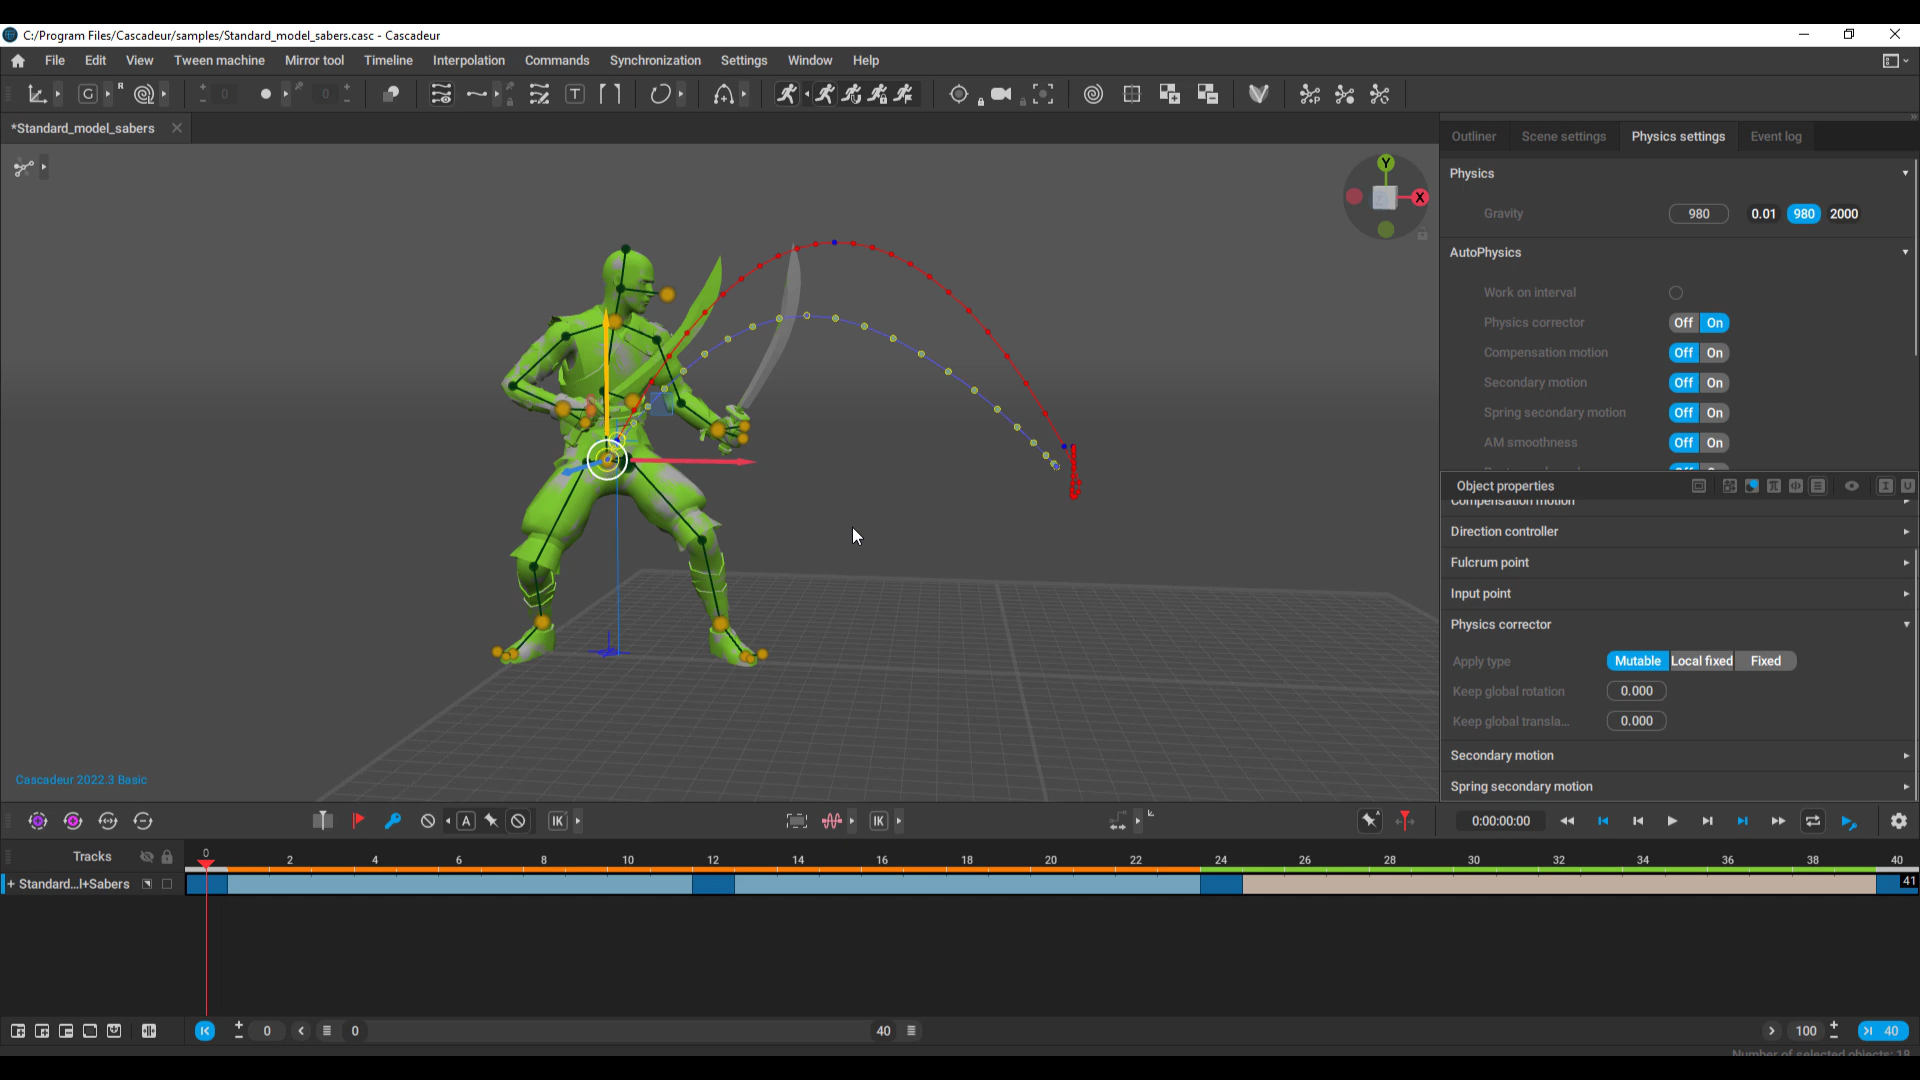 C:/Program Files/Cascadeur/samples/Standard_model_sabers.casc - Cascadeur
File Edit View Tween machine Mirror tool Timeline Interpolation Commands Synchronization Settings Window Help
G R 0 0 T
*Standard_model_sabers
Outliner Scene settings Physics settings Event log
Y
X
Physics
Gravity 980 0.01 980 2000
AutoPhysics
Work on interval
Physics corrector Off On
Compensation motion Off On
Secondary motion Off On
Spring secondary motion Off On
AM smoothness Off On
Object properties
Compensation motion
Direction controller
Fulcrum point
Input point
Physics corrector
Apply type Mutable Local fixed Fixed
Keep global rotation 0.000
Keep global transla... 0.000
Secondary motion
Spring secondary motion
Cascadeur 2022.3 Basic
A IK IK 0:00:00:00
Tracks 0 2 4 6 8 10 12 14 16 18 20 22 24 26 28 30 32 34 36 38 40
+ Standard...l+Sabers 41
0 0 40 100 40
Number of selected objects: 18